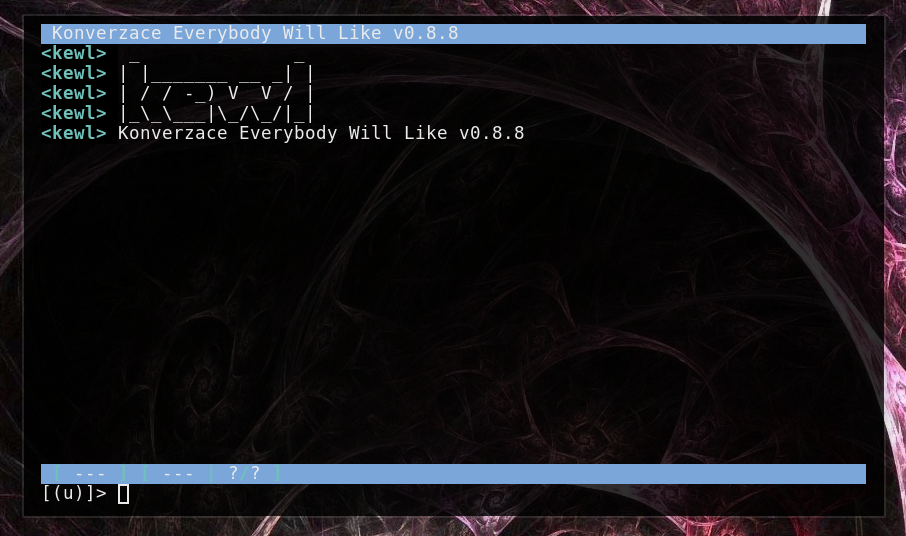 Konverzace Everybody Will Like v0.8.8
<kewl>  _              _
<kewl> | |_______ __ _| |
<kewl> | / / -_) V  V / |
<kewl> |_\_\___|\_/\_/|_|
<kewl> Konverzace Everybody Will Like v0.8.8
[ --- ] [ --- | ?/? ]
[(u)]>